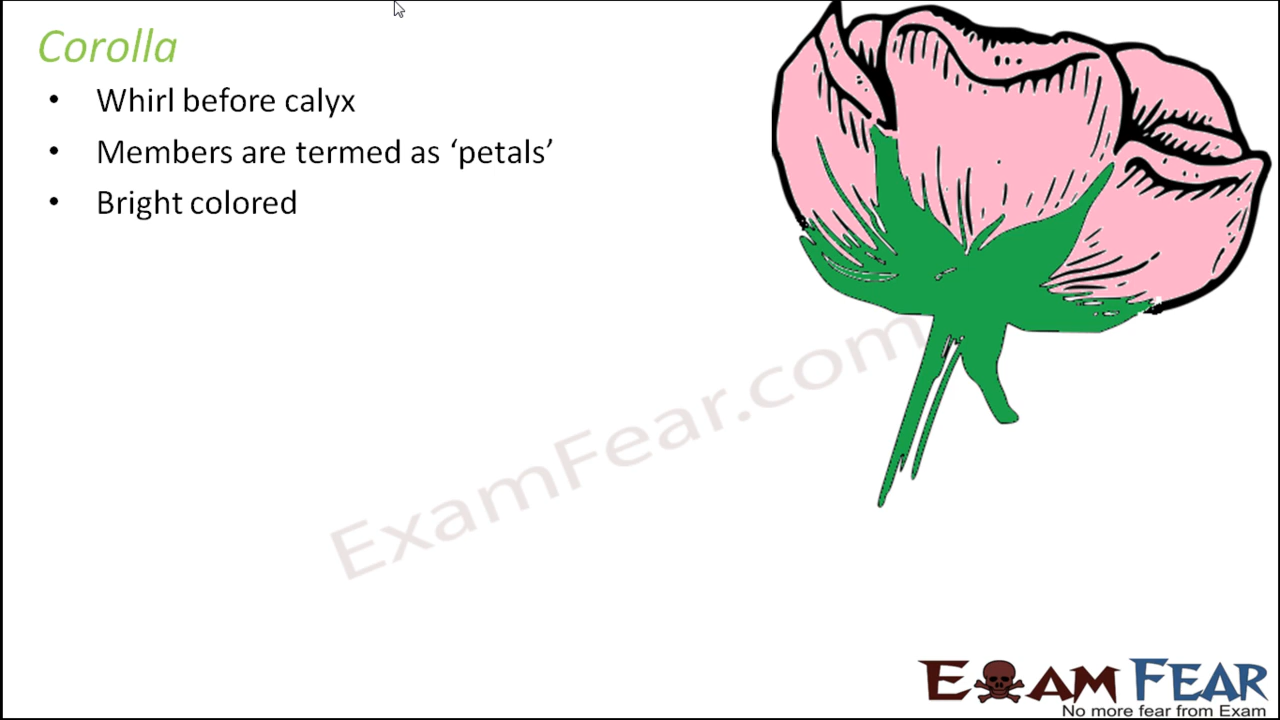 Corolla
• Whirl before calyx
• Members are termed as ‘petals’
• Bright colored
ExamFear.com
EXAM FEAR
No more fear from Exam